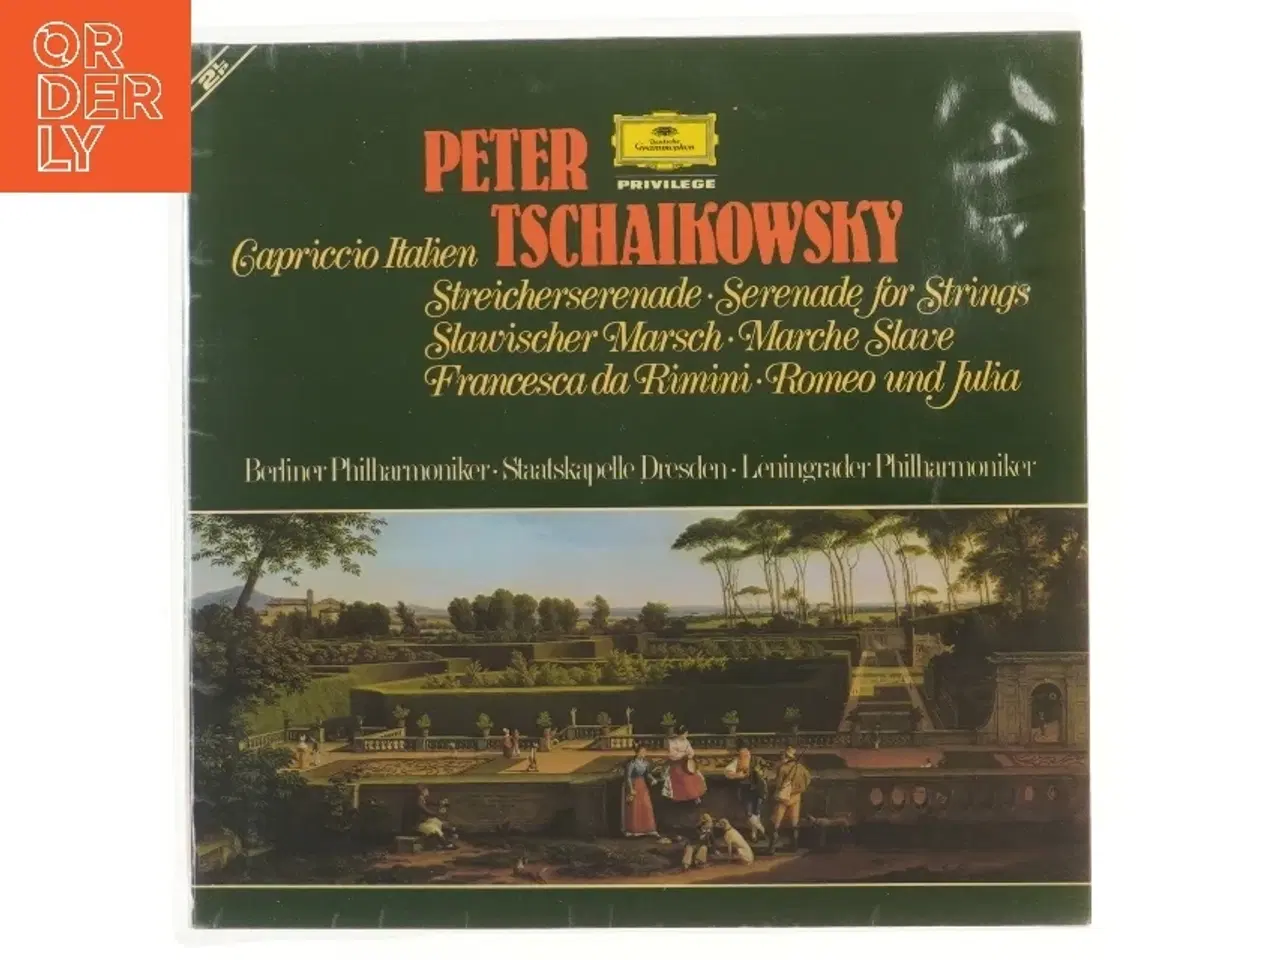 ORDERLY
2 LP
PETER
Deutsche
Grammophon
PRIVILEGE
TSCHAIKOWSKY
Capriccio Italien
Streicherserenade · Serenade for Strings
Slawischer Marsch · Marche Slave
Francesca da Rimini · Romeo und Julia
Berliner Philharmoniker · Staatskapelle Dresden · Leningrader Philharmoniker